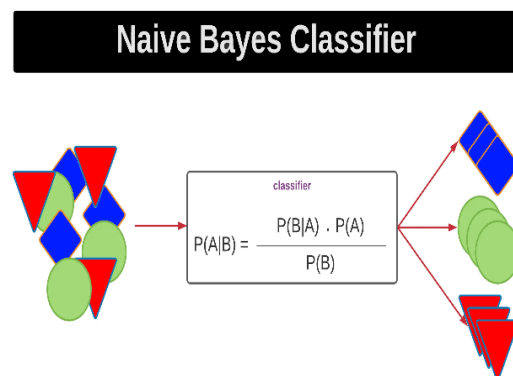 Naive Bayes Classifier
classifier
P(A|B) = P(B|A) . P(A)
P(B)